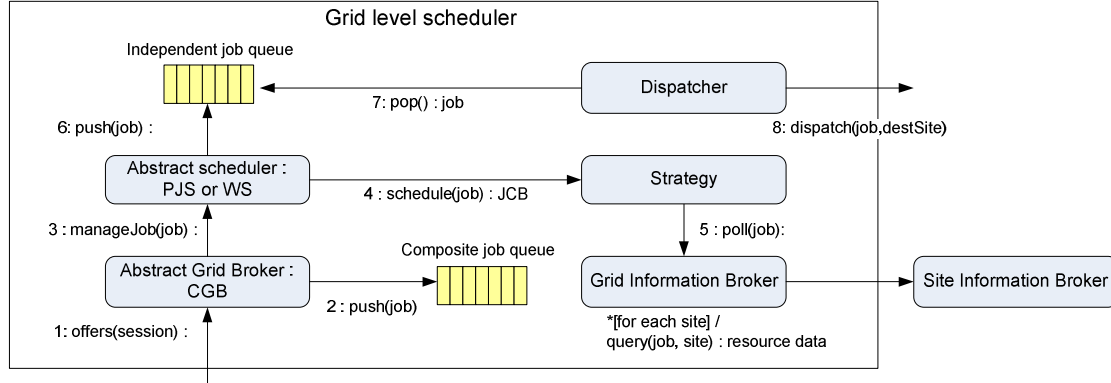 Grid level scheduler
Independent job queue
Dispatcher
7: pop() : job
6: push(job) :
8: dispatch(job,destSite)
Abstract scheduler :
PJS or WS
Strategy
4 : schedule(job) : JCB
3 : manageJob(job) :
5 : poll(job):
Composite job queue
Abstract Grid Broker :
CGB
Grid Information Broker
Site Information Broker
2: push(job)
1: offers(session) :
*[for each site] /
query(job, site) : resource data